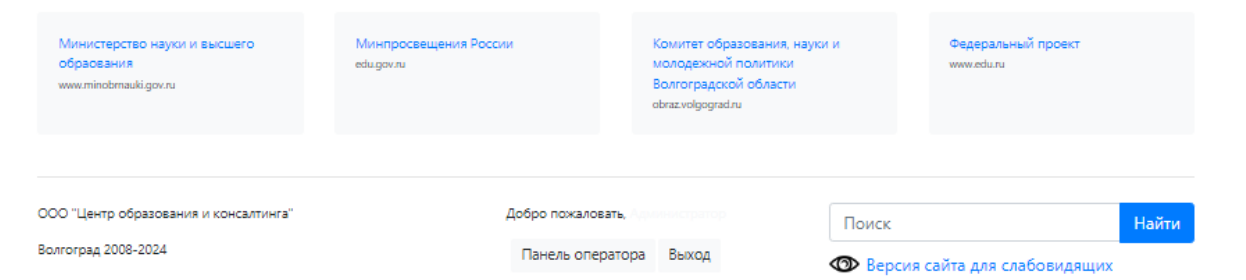 Министерство науки и высшего
обраования
www.minobrnauki.gov.ru
Минпросвещения России
edu.gov.ru
Комитет образования, науки и
молодежной политики
Волгоградской области
obraz.volgograd.ru
Федеральный проект
www.edu.ru
ООО "Центр образования и консалтинга"
Волгоград 2008-2024
Добро пожаловать, Администратор
Панель оператора Выход
Поиск Найти
Версия сайта для слабовидящих